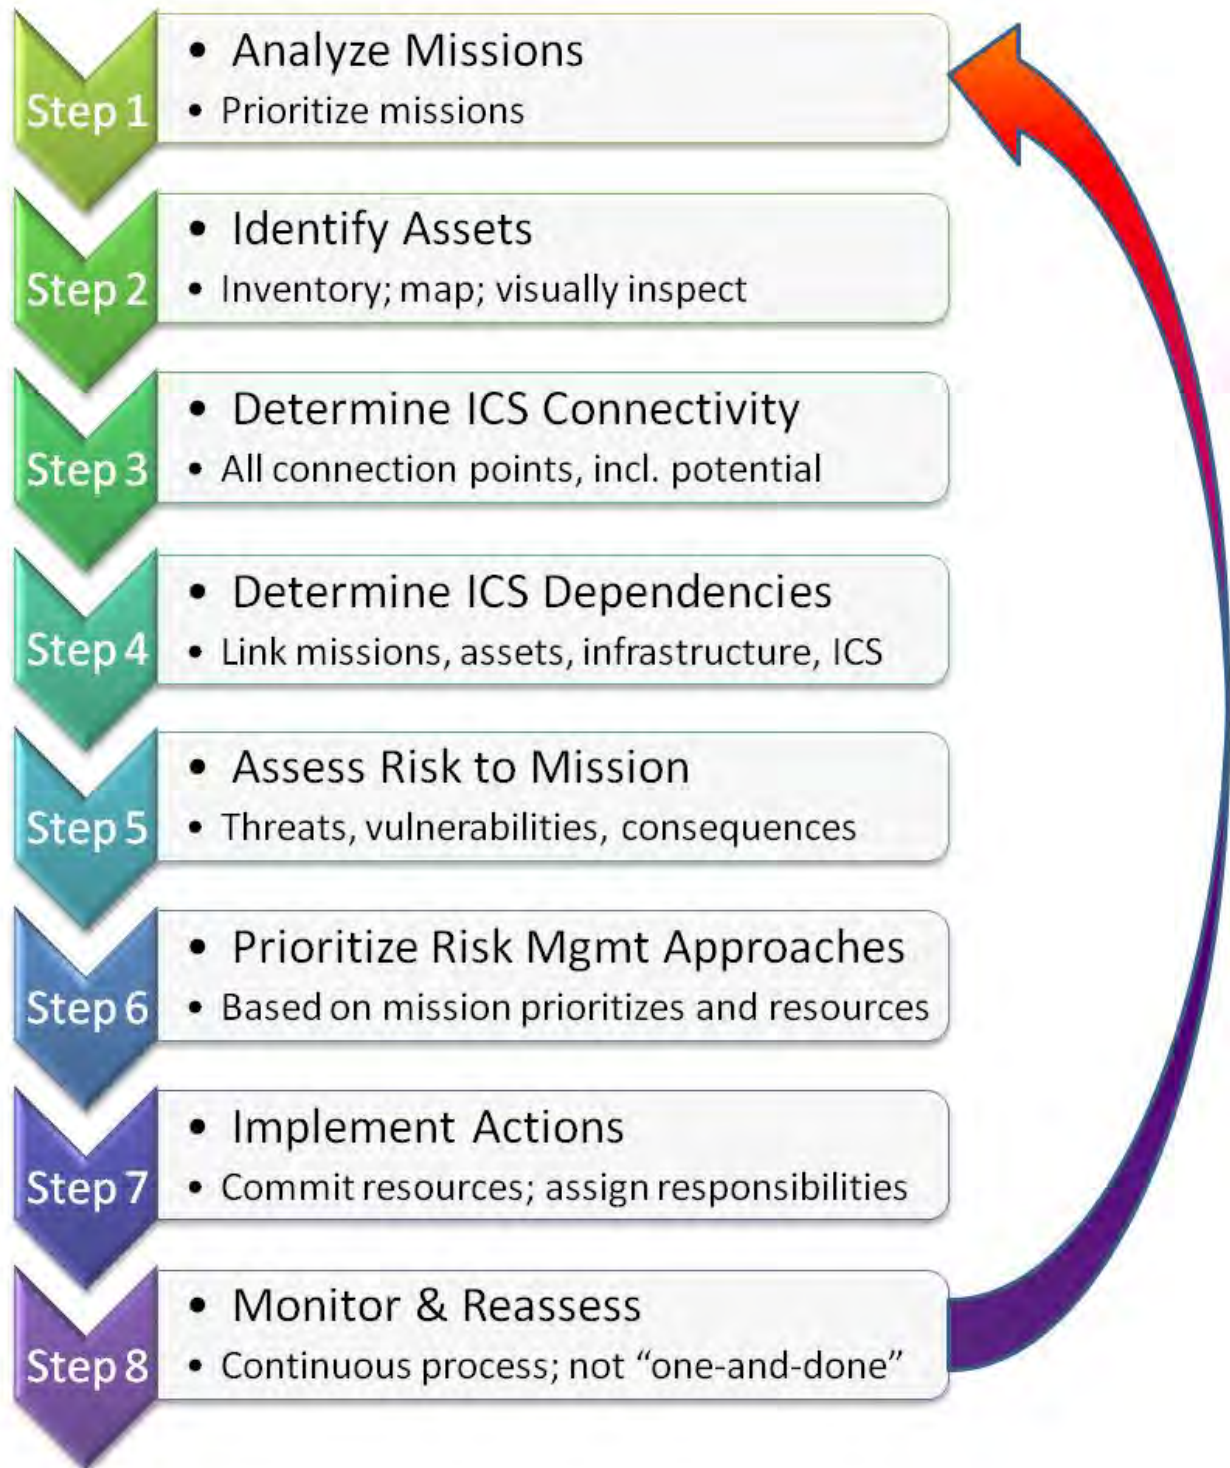 Step 1
• Analyze Missions
• Prioritize missions
Step 2
• Identify Assets
• Inventory; map; visually inspect
Step 3
• Determine ICS Connectivity
• All connection points, incl. potential
Step 4
• Determine ICS Dependencies
• Link missions, assets, infrastructure, ICS
Step 5
• Assess Risk to Mission
• Threats, vulnerabilities, consequences
Step 6
• Prioritize Risk Mgmt Approaches
• Based on mission prioritizes and resources
Step 7
• Implement Actions
• Commit resources; assign responsibilities
Step 8
• Monitor & Reassess
• Continuous process; not “one-and-done”